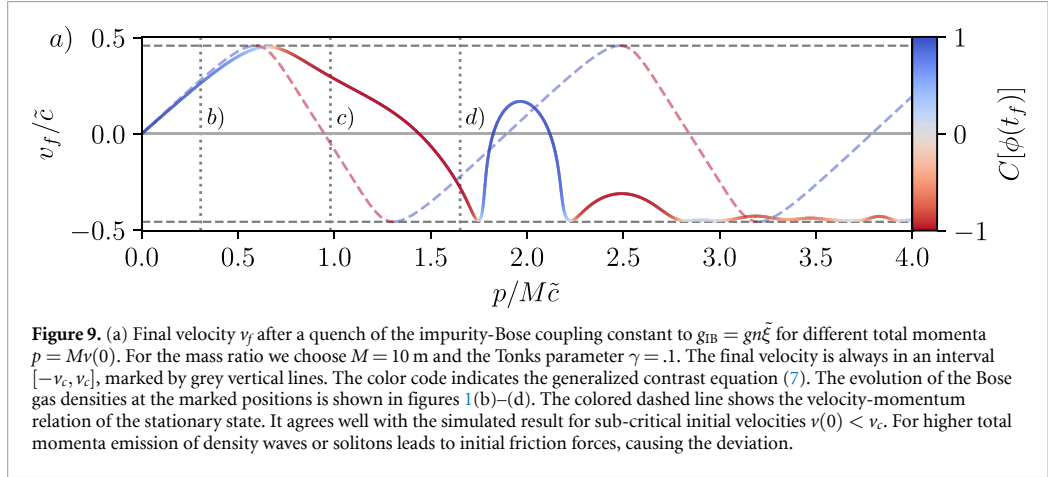 a)
0.5
0.0
−0.5
v_f/c̃
b)
c)
d)
0.0 0.5 1.0 1.5 2.0 2.5 3.0 3.5 4.0
p/Mc̃
1
0
−1
C[ϕ(t_f)]
Figure 9. (a) Final velocity v_f after a quench of the impurity-Bose coupling constant to g_IB = gnξ̃ for different total momenta
p = Mv(0). For the mass ratio we choose M = 10 m and the Tonks parameter γ = .1. The final velocity is always in an interval
[−v_c, v_c], marked by grey vertical lines. The color code indicates the generalized contrast equation (7). The evolution of the Bose
gas densities at the marked positions is shown in figures 1(b)–(d). The colored dashed line shows the velocity-momentum
relation of the stationary state. It agrees well with the simulated result for sub-critical initial velocities v(0) < v_c. For higher total
momenta emission of density waves or solitons leads to initial friction forces, causing the deviation.